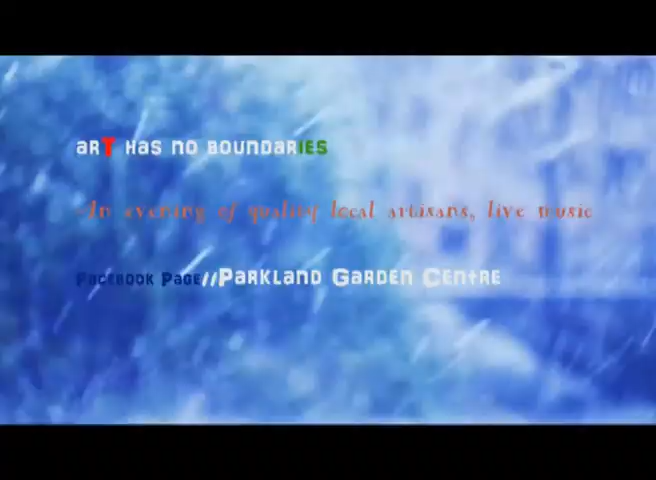 arT has no boundaries
An evening of quality local artisans, live music
Facebook Page//Parkland Garden Centre